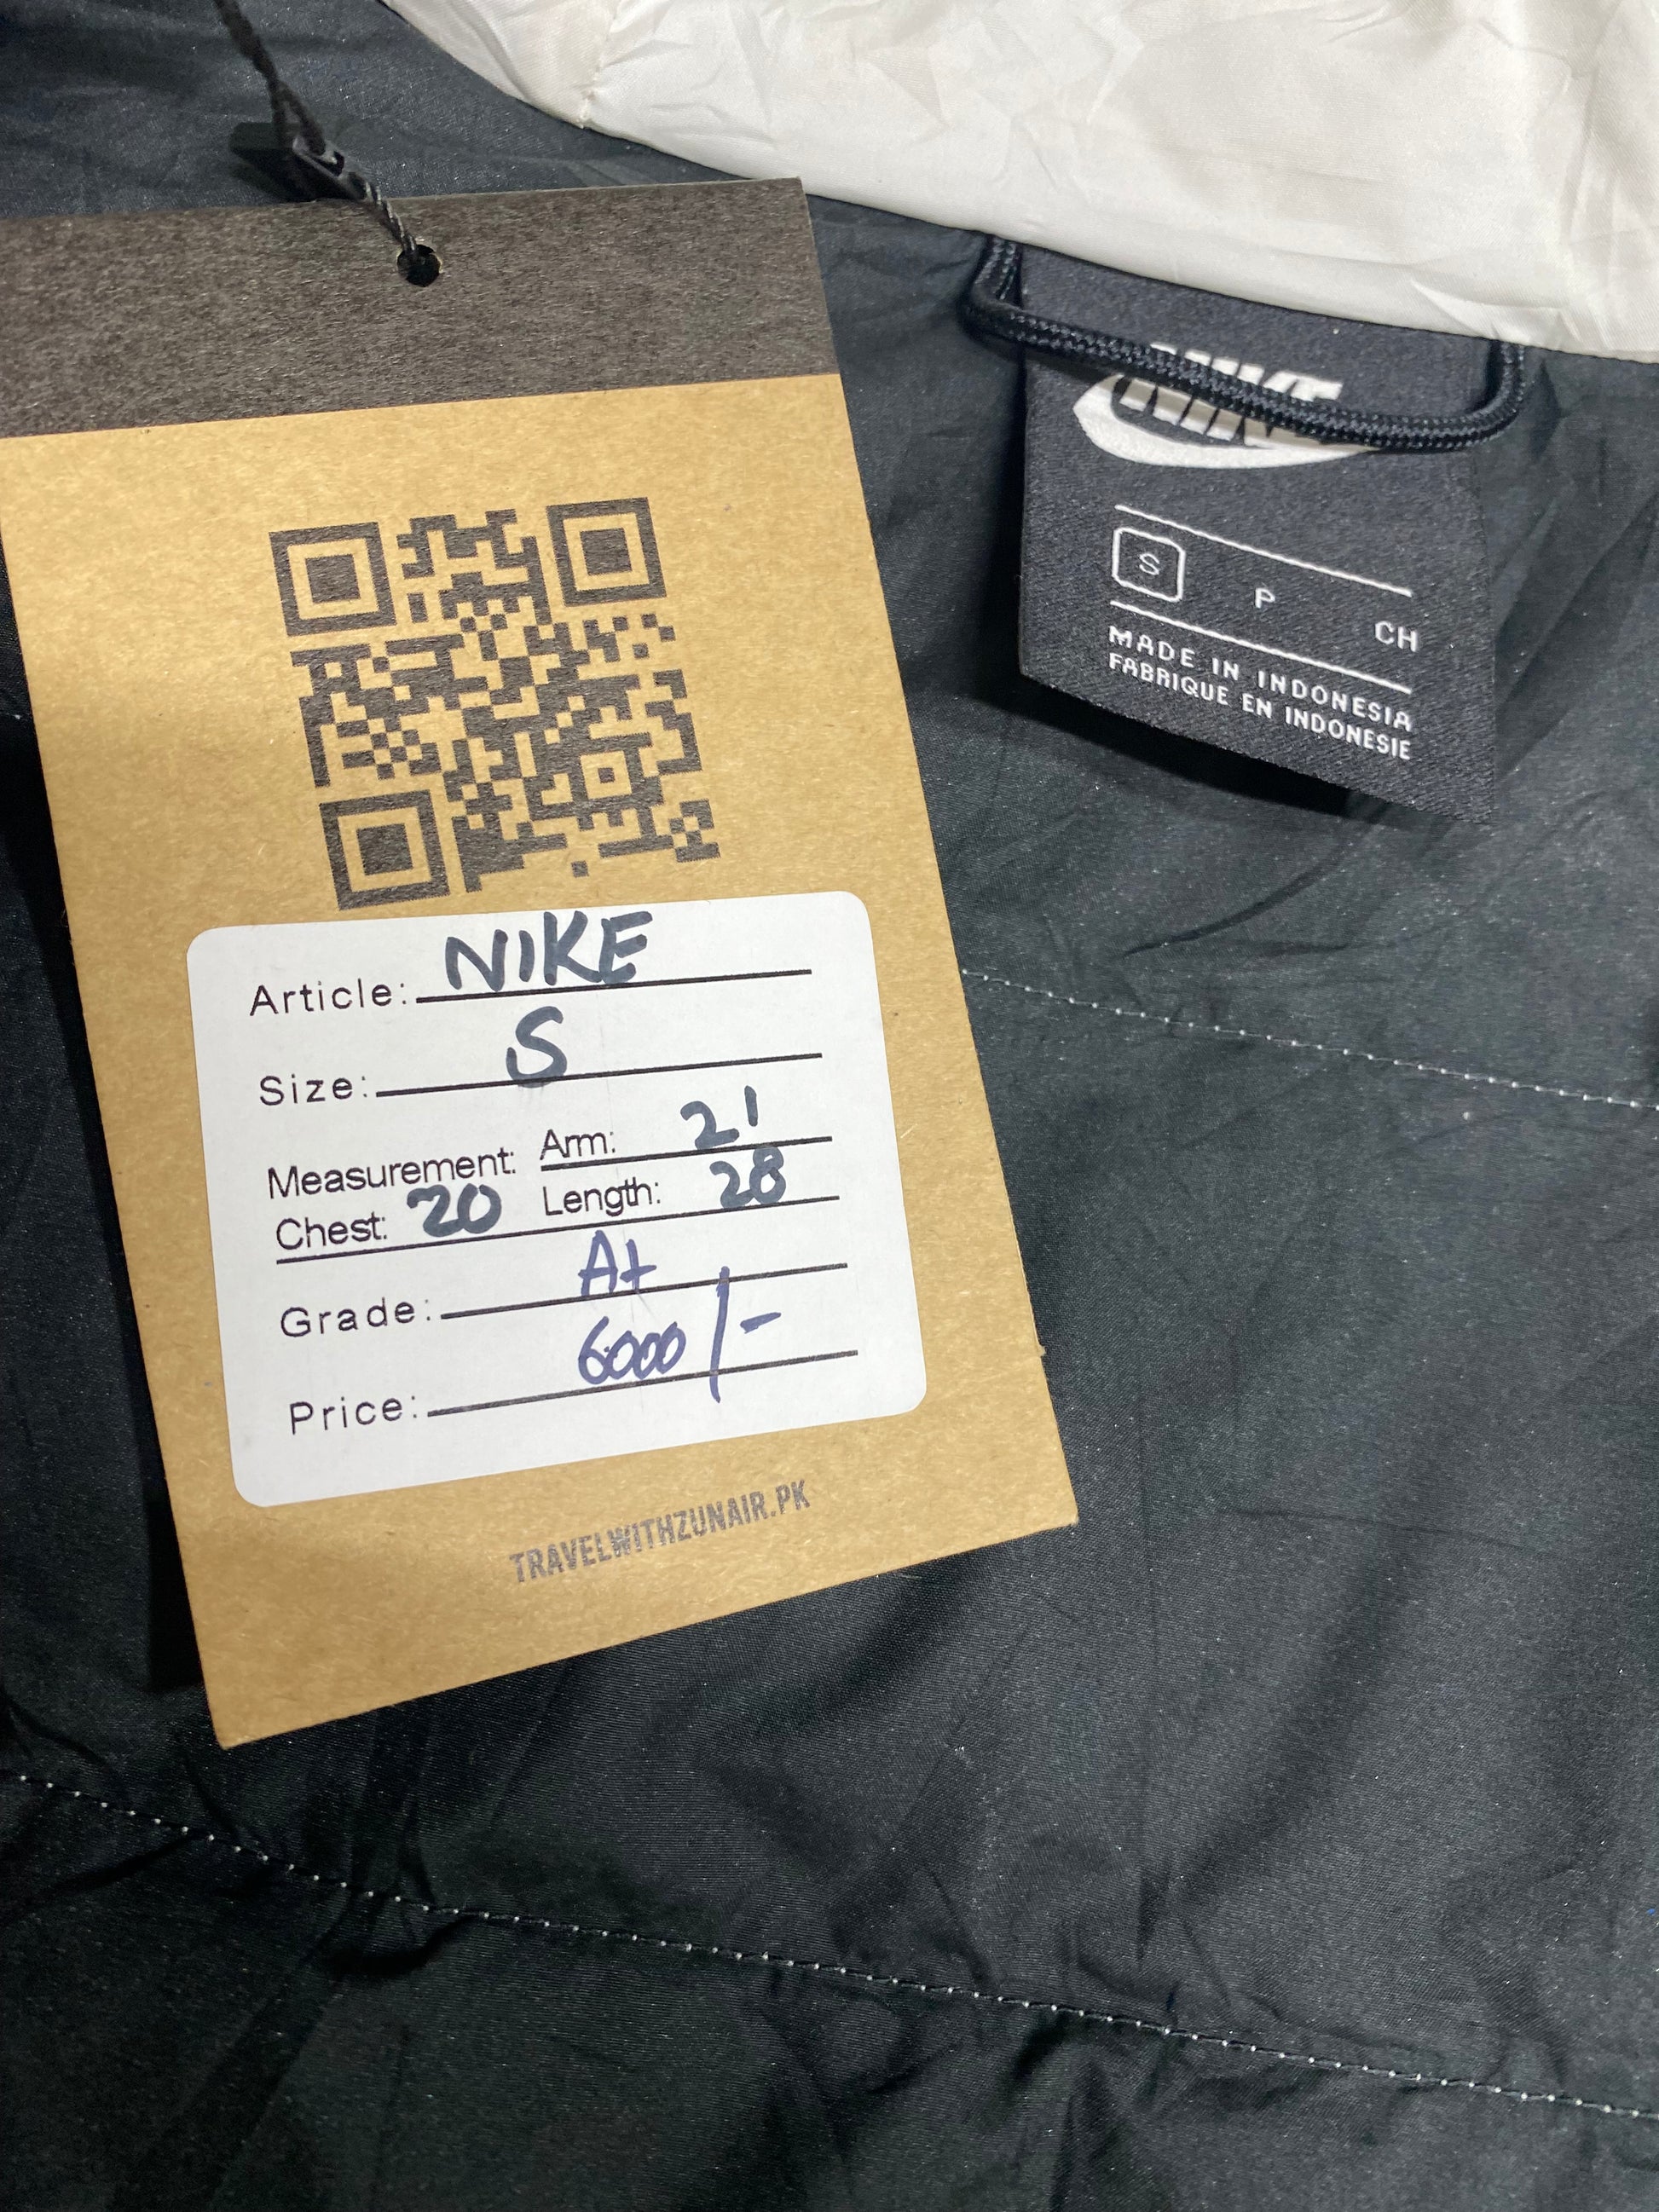 Article: NIKE
Size: S
Measurement: Arm: 21
Chest: 20 Length: 28
Grade: A+
Price: 6000/-
TRAVELWITHZUNAIR.PK
NIKE
S P CH
MADE IN INDONESIA
FABRIQUE EN INDONESIE